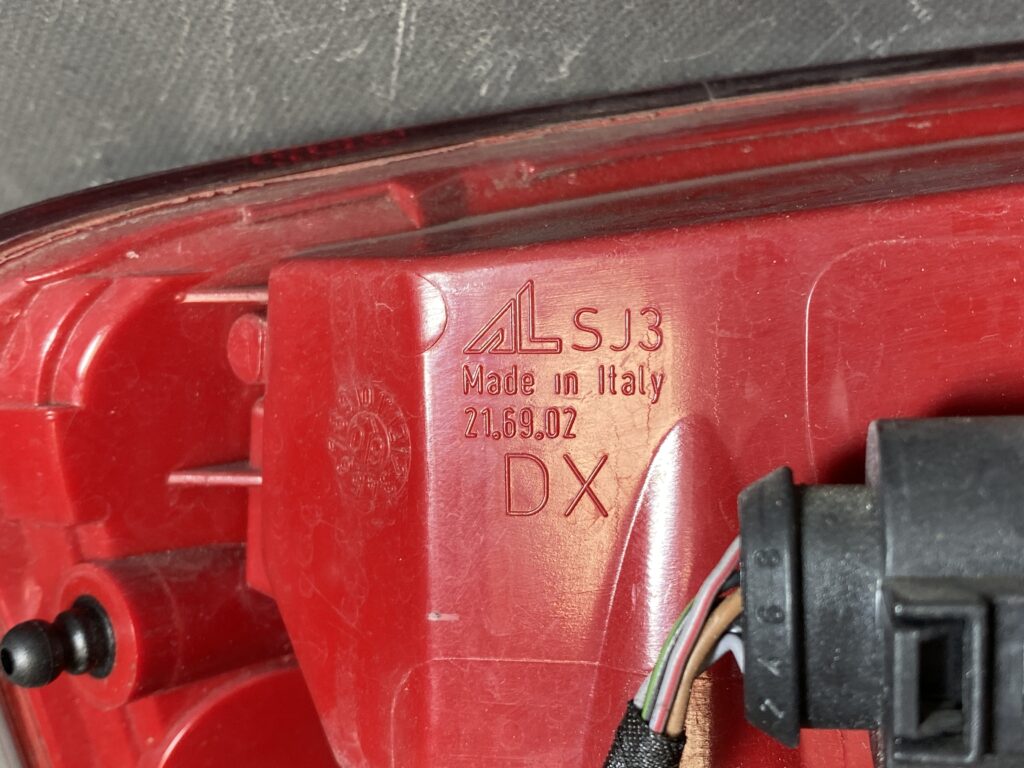 AL SJ3
Made in Italy
21.69.02
DX